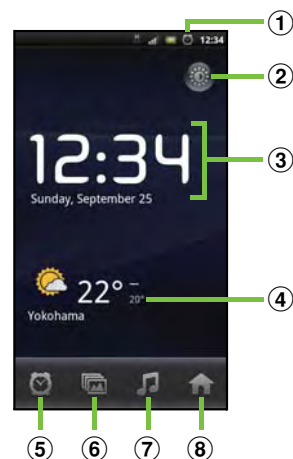 ①
12:34
②
12:34
③
Sunday, September 25
22° –
20°
④
Yokohama
⑤ ⑥ ⑦ ⑧